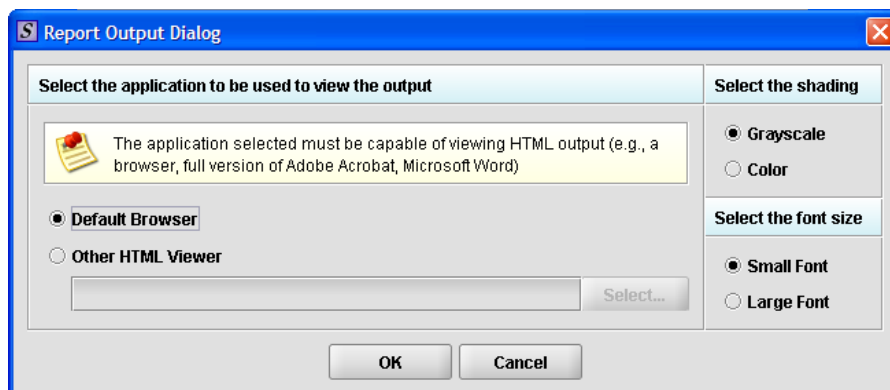 S Report Output Dialog
Select the application to be used to view the output
The application selected must be capable of viewing HTML output (e.g., a
browser, full version of Adobe Acrobat, Microsoft Word)
Default Browser
Other HTML Viewer
Select...
Select the shading
Grayscale
Color
Select the font size
Small Font
Large Font
OK
Cancel